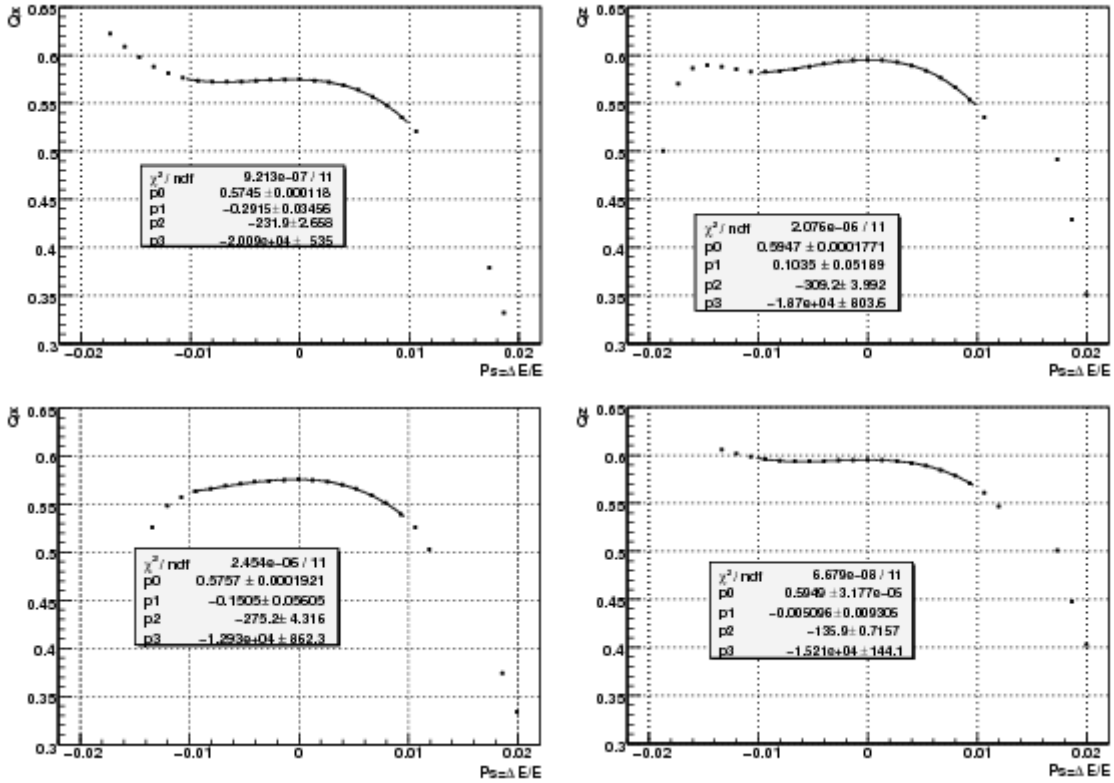 Qx
0.65
0.6
0.55
0.5
0.45
0.4
0.35
0.3
χ² / ndf 9.213e-07 / 11
p0 0.5745 ± 0.000118
p1 -0.2915 ± 0.03456
p2 -231.9 ± 2.658
p3 -2.009e+04 ± 535
-0.02 -0.01 0 0.01 0.02
Ps=Δ E/E
Qz
0.65
0.6
0.55
0.5
0.45
0.4
0.35
0.3
χ² / ndf 2.076e-06 / 11
p0 0.5947 ± 0.0001771
p1 0.1035 ± 0.05189
p2 -309.2 ± 3.992
p3 -1.87e+04 ± 803.6
-0.02 -0.01 0 0.01 0.02
Ps=Δ E/E
Qx
0.65
0.6
0.55
0.5
0.45
0.4
0.35
0.3
χ² / ndf 2.454e-06 / 11
p0 0.5757 ± 0.0001921
p1 -0.1505 ± 0.05605
p2 -275.2 ± 4.316
p3 -1.293e+04 ± 862.3
-0.02 -0.01 0 0.01 0.02
Ps=Δ E/E
Qz
0.65
0.6
0.55
0.5
0.45
0.4
0.35
0.3
χ² / ndf 6.679e-08 / 11
p0 0.5949 ± 3.177e-05
p1 -0.005096 ± 0.009305
p2 -135.9 ± 0.7157
p3 -1.521e+04 ± 144.1
-0.02 -0.01 0 0.01 0.02
Ps=Δ E/E